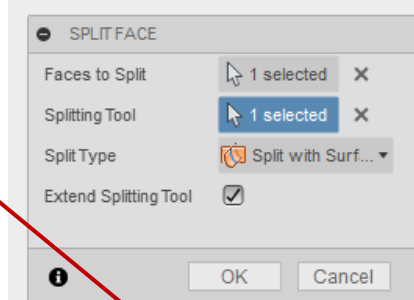 SPLIT FACE
Faces to Split 1 selected
Splitting Tool 1 selected
Split Type Split with Surf...
Extend Splitting Tool
OK Cancel